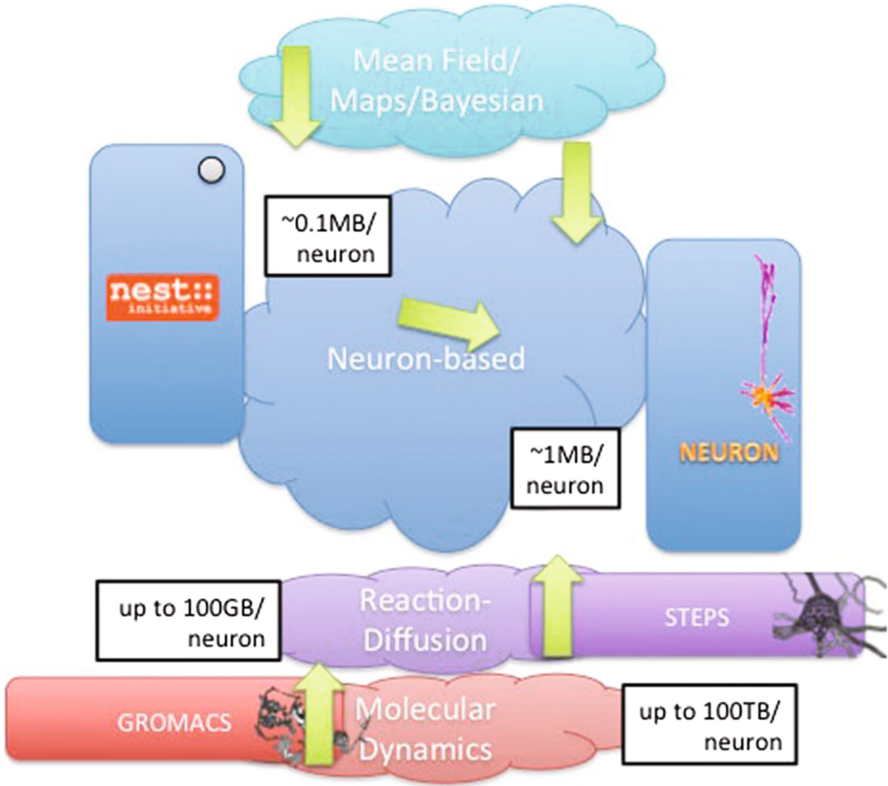 Mean Field/
Maps/Bayesian
~0.1MB/
neuron
nest::
initiative
Neuron-based
NEURON
~1MB/
neuron
up to 100GB/
neuron
Reaction-
Diffusion
STEPS
GROMACS
Molecular
Dynamics
up to 100TB/
neuron